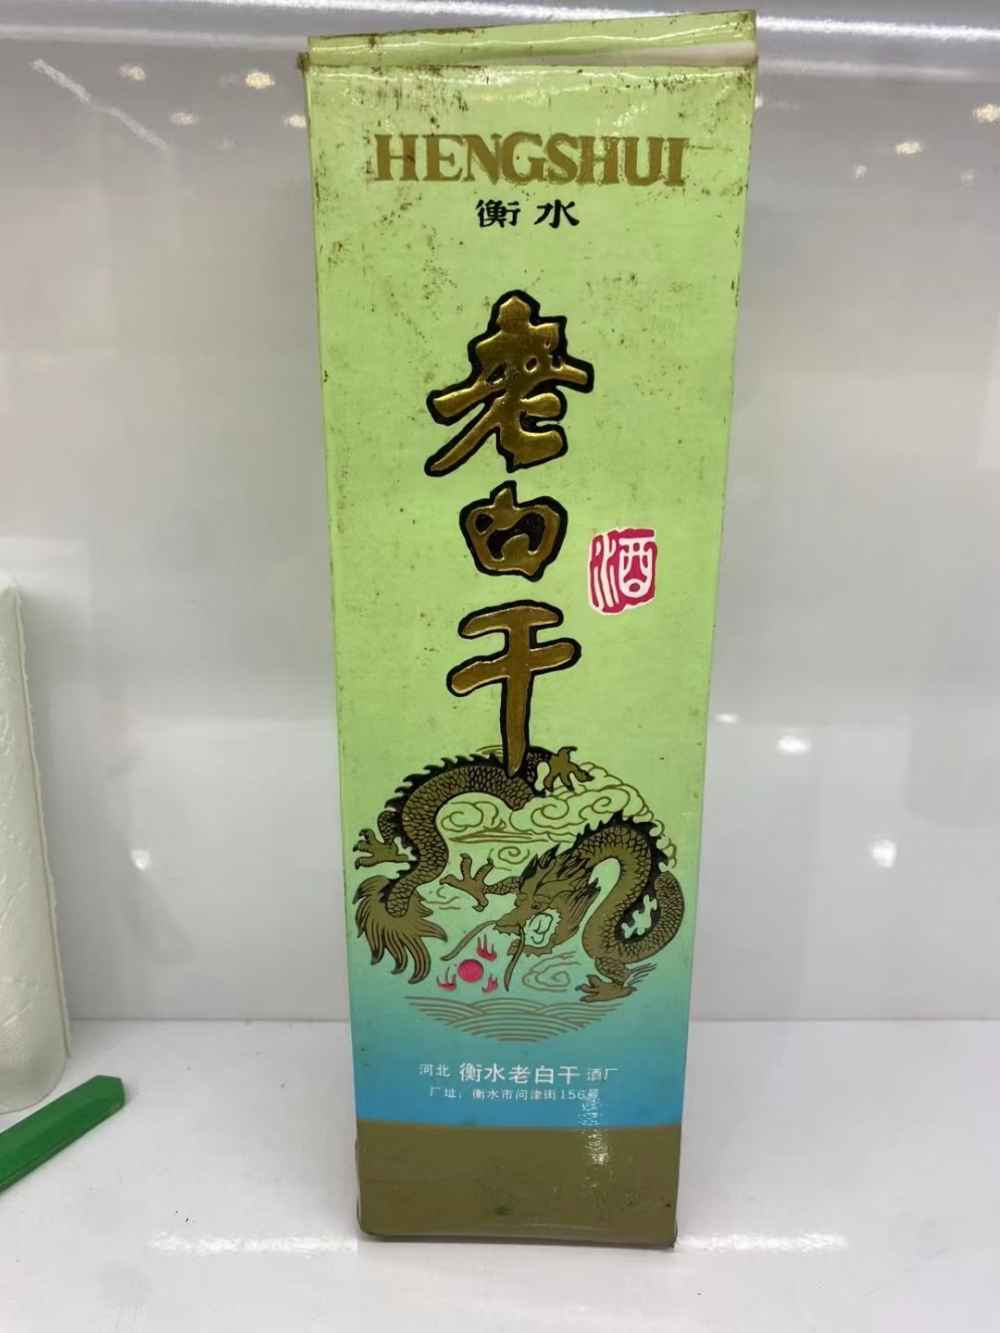 HENGSHUI
衡水
老白干
酒
河北 衡水老白干 酒厂
厂址：衡水市问津街156号